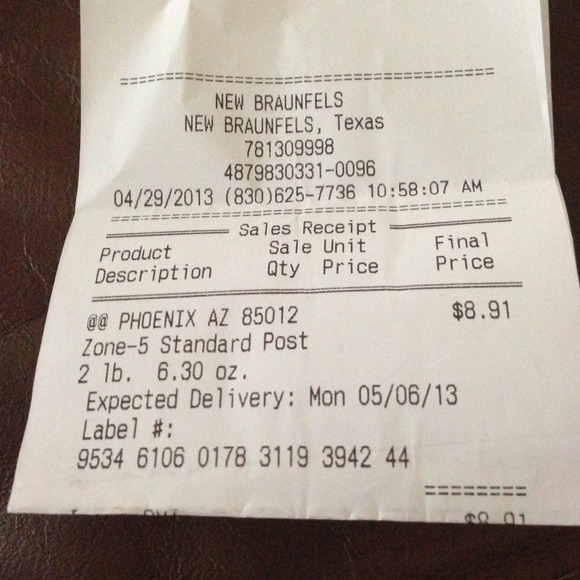 ==========================================
NEW BRAUNFELS
NEW BRAUNFELS, Texas
781309998
4879830331-0096
04/29/2013 (830)625-7736 10:58:07 AM
==========================================
Sales Receipt
Product Sale Unit Final
Description Qty Price Price
@@ PHOENIX AZ 85012 $8.91
Zone-5 Standard Post
2 lb. 6.30 oz.
Expected Delivery: Mon 05/06/13
Label #:
9534 6106 0178 3119 3942 44
========
$8.91